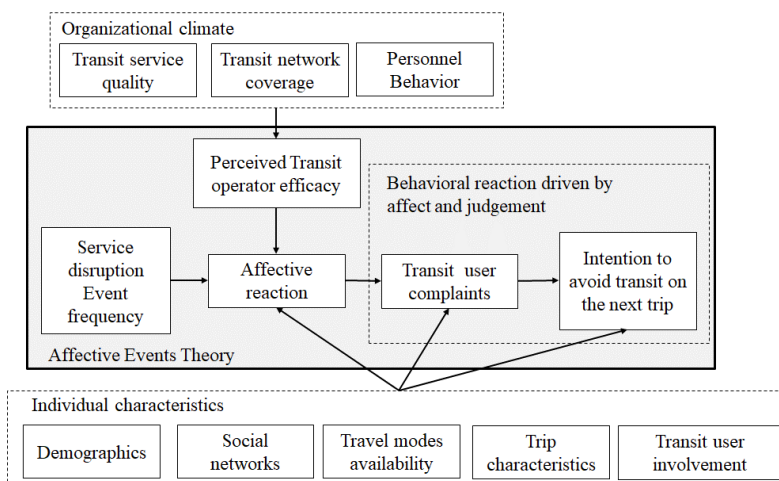 Organizational climate
Transit service
quality
Transit network
coverage
Personnel
Behavior
Perceived Transit
operator efficacy
Behavioral reaction driven by
affect and judgement
Service
disruption
Event
frequency
Affective
reaction
Transit user
complaints
Intention to
avoid transit on
the next trip
Affective Events Theory
Individual characteristics
Demographics
Social
networks
Travel modes
availability
Trip
characteristics
Transit user
involvement